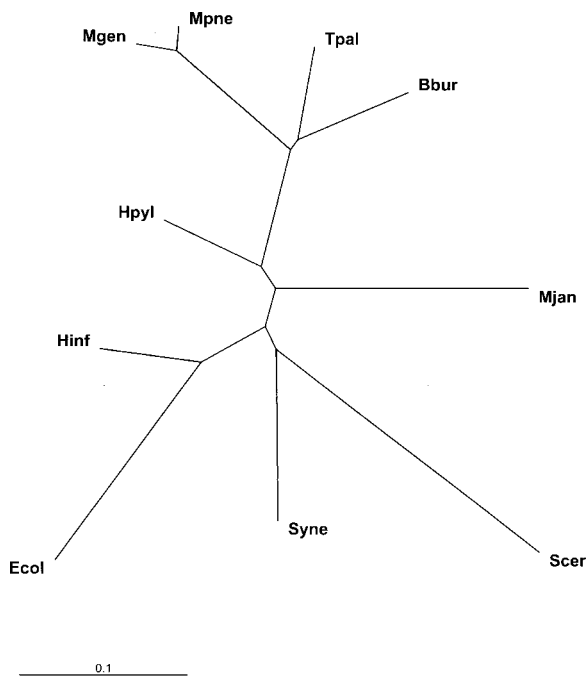 Mpne
Mgen
Tpal
Bbur
Hpyl
Mjan
Hinf
Syne
Ecol
Scer
0.1